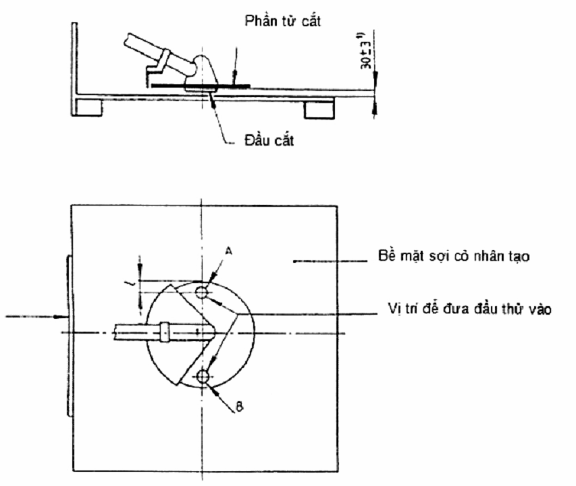 Phần tử cắt
30±3¹⁾
Đầu cắt
A
l
Bề mặt sợi cỏ nhân tạo
Vị trí để đưa đầu thử vào
B